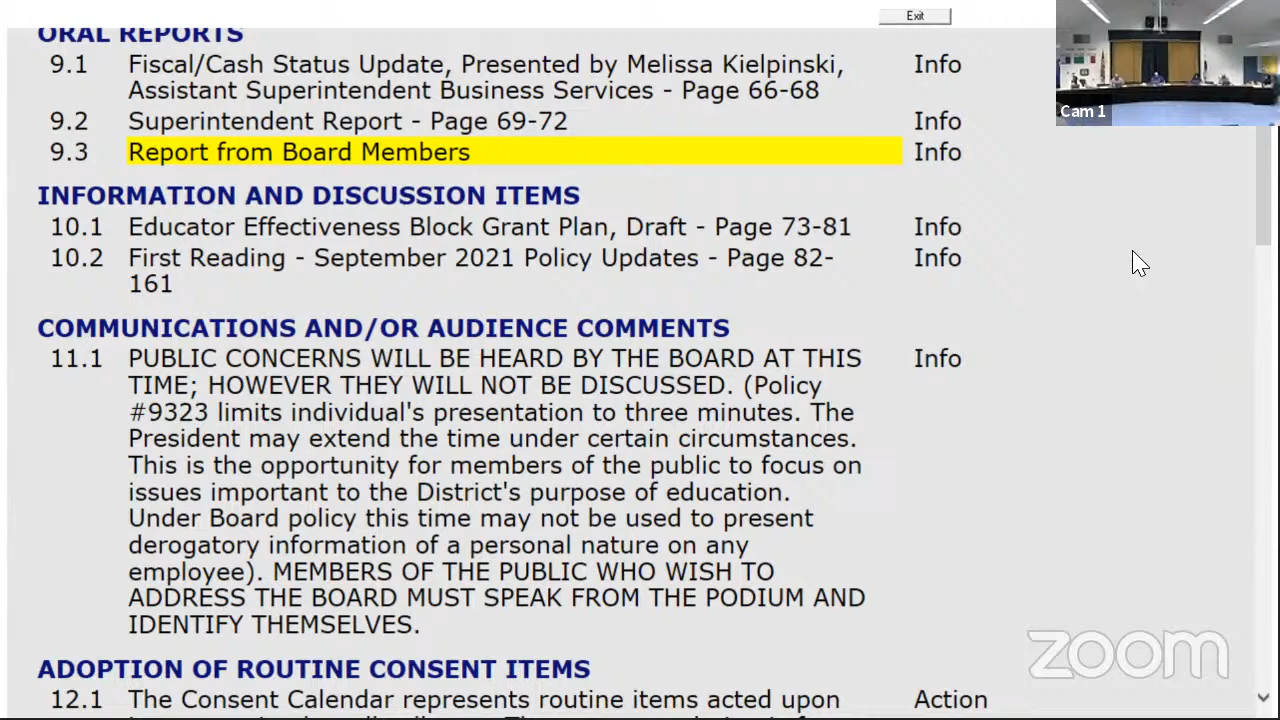 Exit
ORAL REPORTS
9.1 Fiscal/Cash Status Update, Presented by Melissa Kielpinski, Info
Assistant Superintendent Business Services - Page 66-68
9.2 Superintendent Report - Page 69-72 Info
9.3 Report from Board Members Info
Cam 1
INFORMATION AND DISCUSSION ITEMS
10.1 Educator Effectiveness Block Grant Plan, Draft - Page 73-81 Info
10.2 First Reading - September 2021 Policy Updates - Page 82- Info
161
COMMUNICATIONS AND/OR AUDIENCE COMMENTS
11.1 PUBLIC CONCERNS WILL BE HEARD BY THE BOARD AT THIS Info
TIME; HOWEVER THEY WILL NOT BE DISCUSSED. (Policy
#9323 limits individual's presentation to three minutes. The
President may extend the time under certain circumstances.
This is the opportunity for members of the public to focus on
issues important to the District's purpose of education.
Under Board policy this time may not be used to present
derogatory information of a personal nature on any
employee). MEMBERS OF THE PUBLIC WHO WISH TO
ADDRESS THE BOARD MUST SPEAK FROM THE PODIUM AND
IDENTIFY THEMSELVES.
zoom
ADOPTION OF ROUTINE CONSENT ITEMS
12.1 The Consent Calendar represents routine items acted upon Action